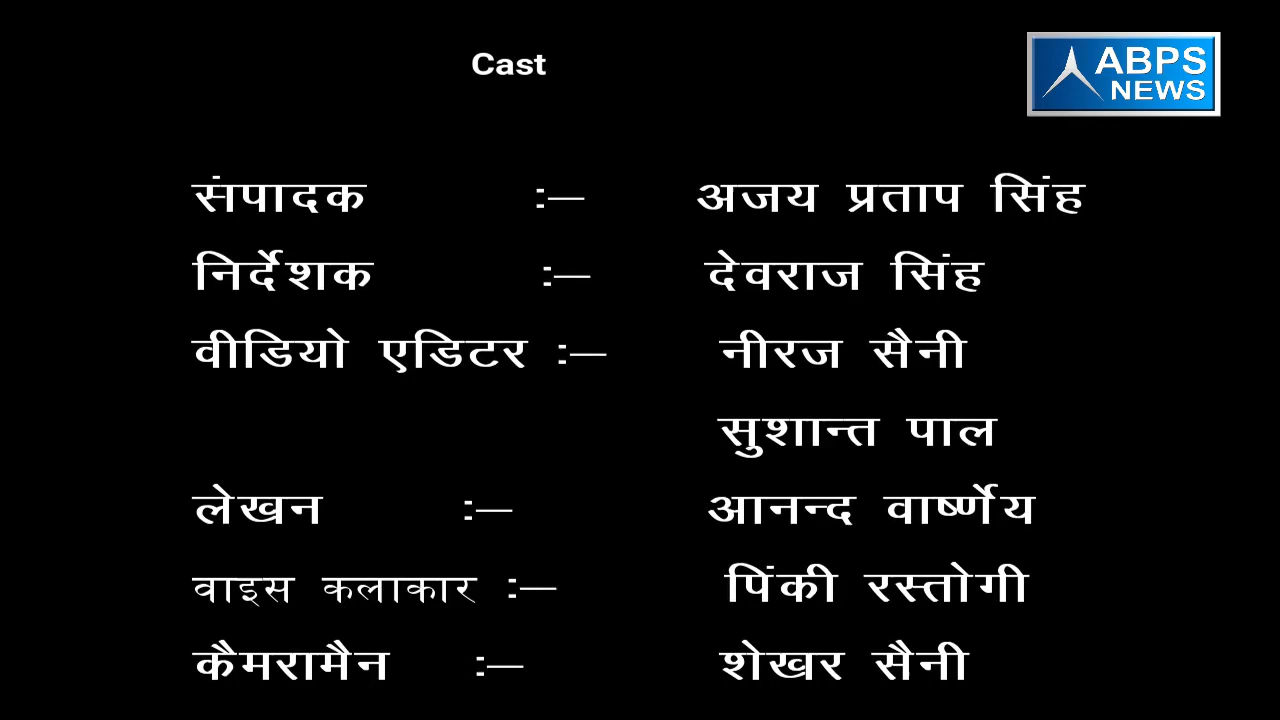 Cast
ABPS
NEWS
संपादक :— अजय प्रताप सिंह
निर्देशक :— देवराज सिंह
वीडियो एडिटर :— नीरज सैनी
सुशान्त पाल
लेखन :— आनन्द वार्ष्णेय
वाइस कलाकार :— पिंकी रस्तोगी
कैमरामैन :— शेखर सैनी